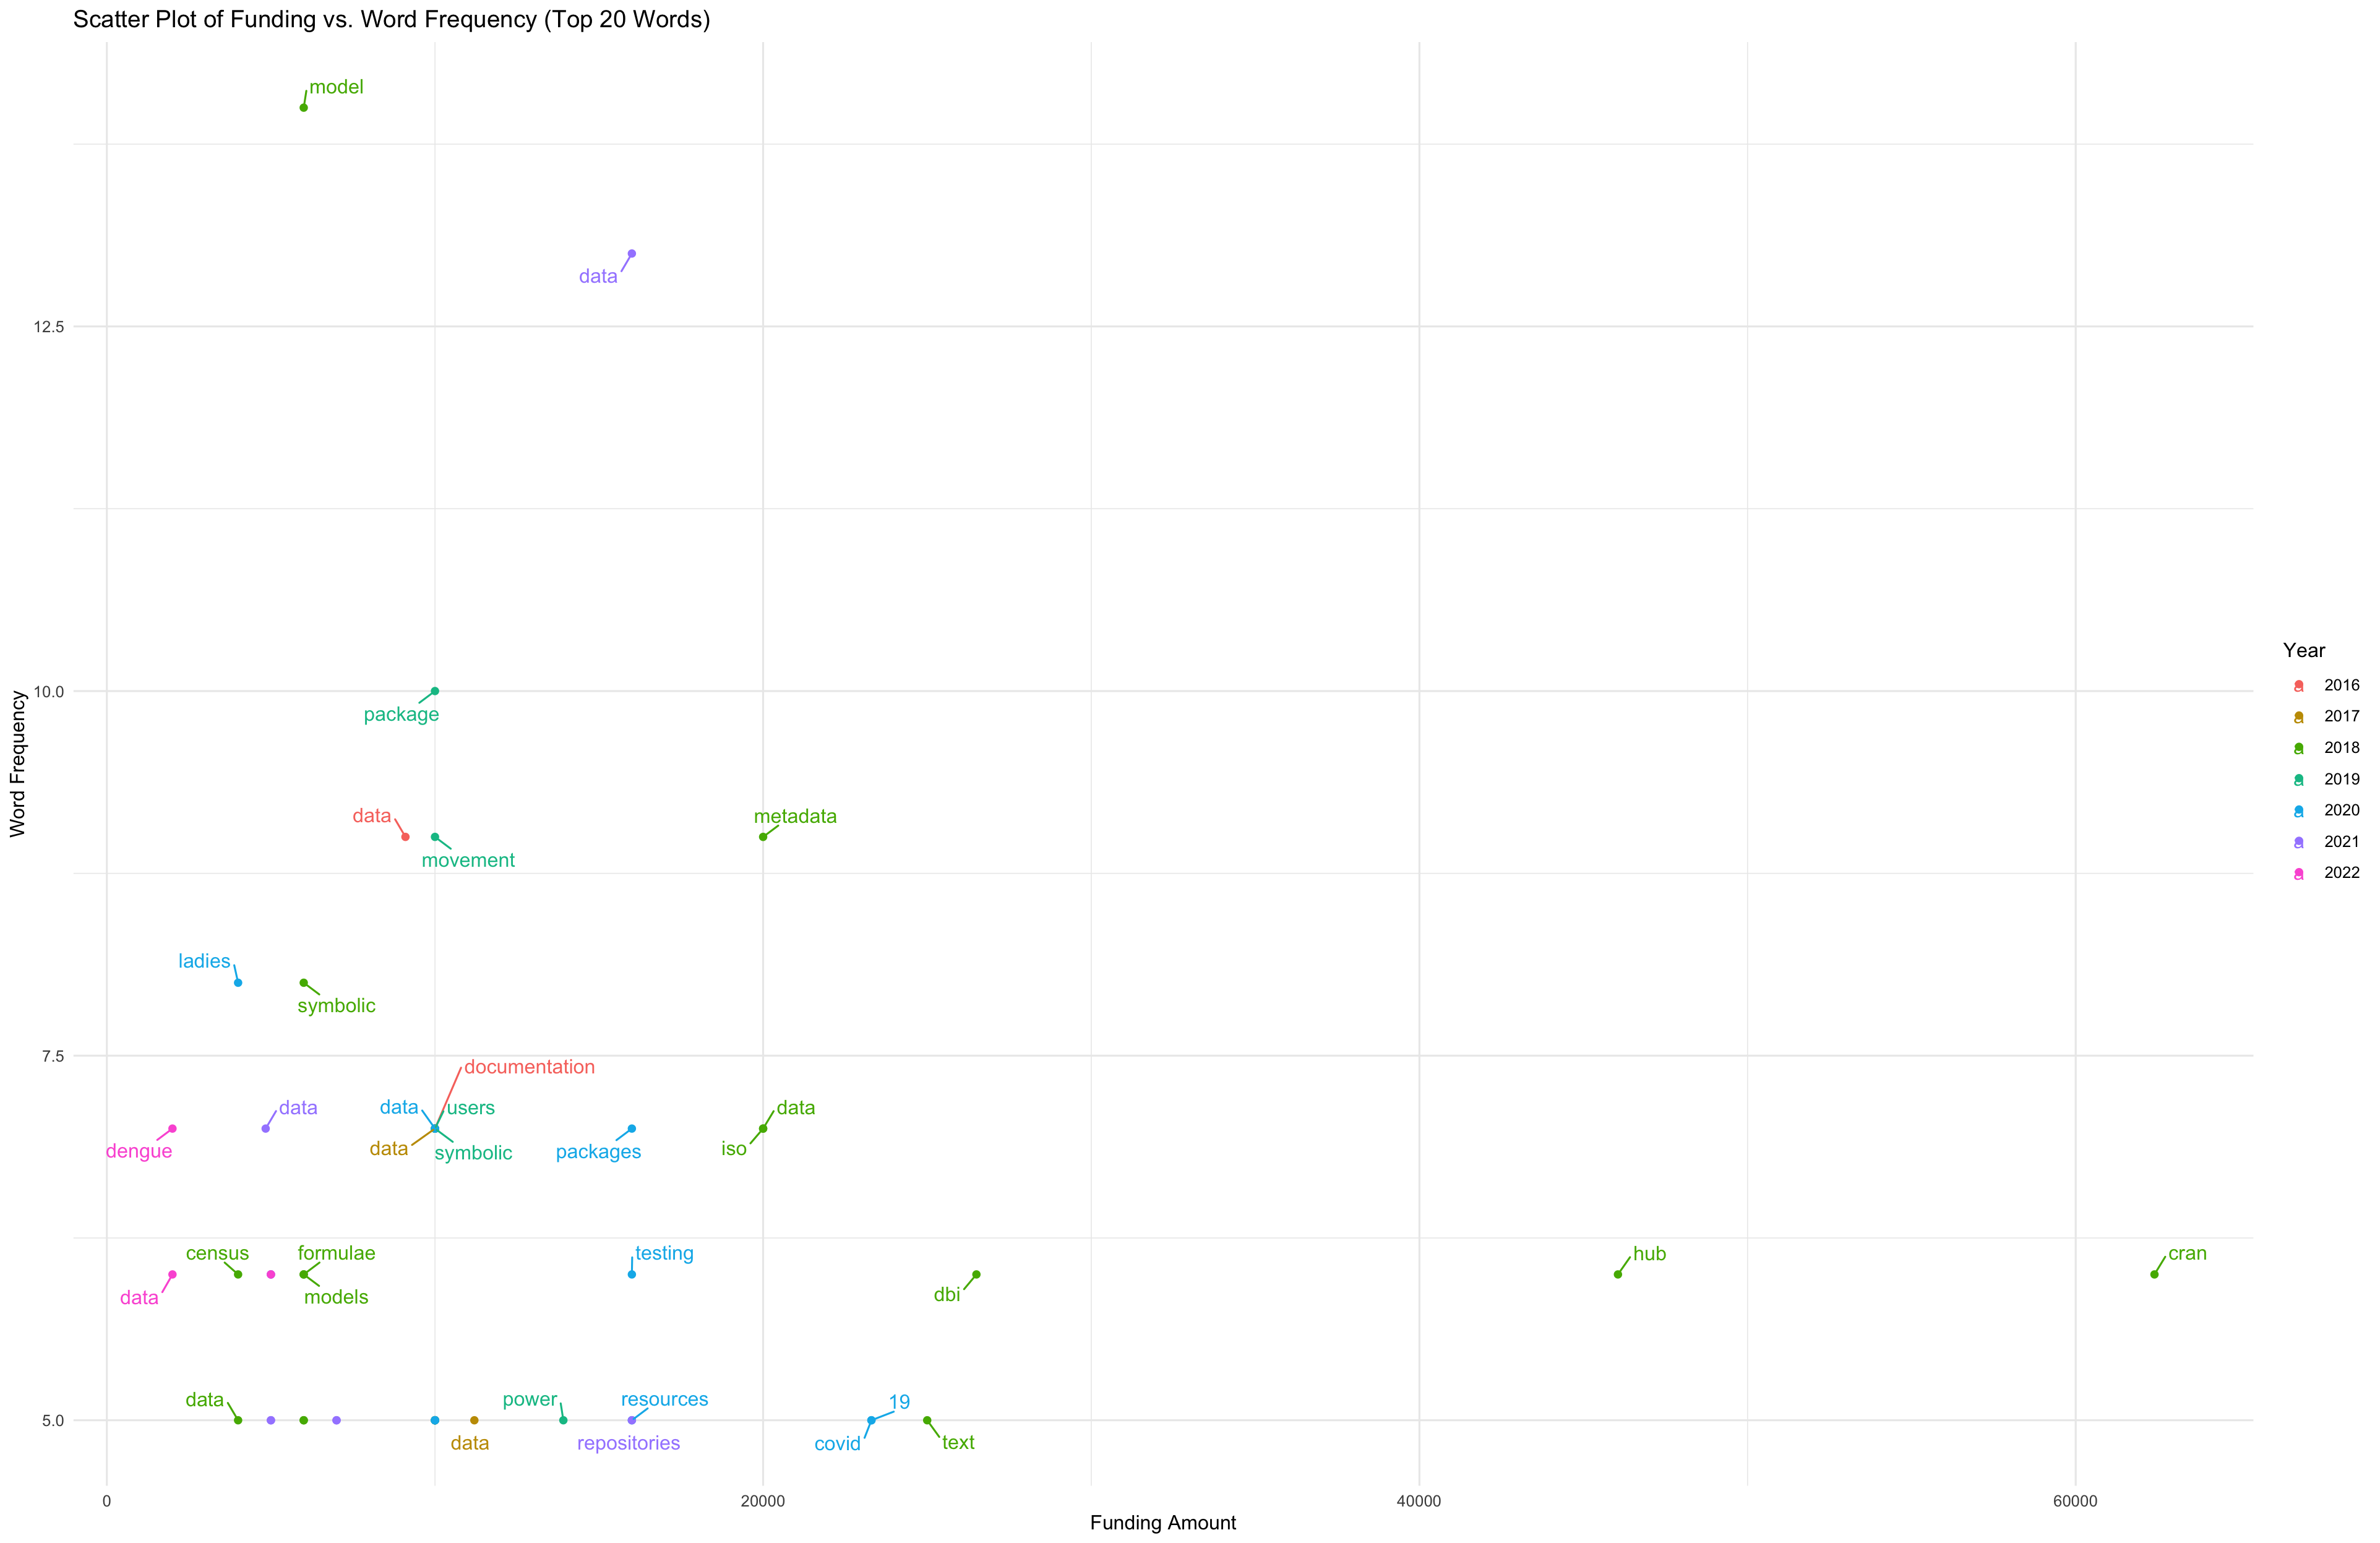 Scatter Plot of Funding vs. Word Frequency (Top 20 Words)
model
data
12.5
10.0
package
data
metadata
movement
ladies
symbolic
7.5
documentation
data
data
users
data
dengue
data
symbolic
packages
iso
census
formulae
testing
hub
cran
data
models
dbi
data
power
resources
19
5.0
data
repositories
covid
text
0
20000
40000
60000
Funding Amount
Word Frequency
Year
a 2016
a 2017
a 2018
a 2019
a 2020
a 2021
a 2022